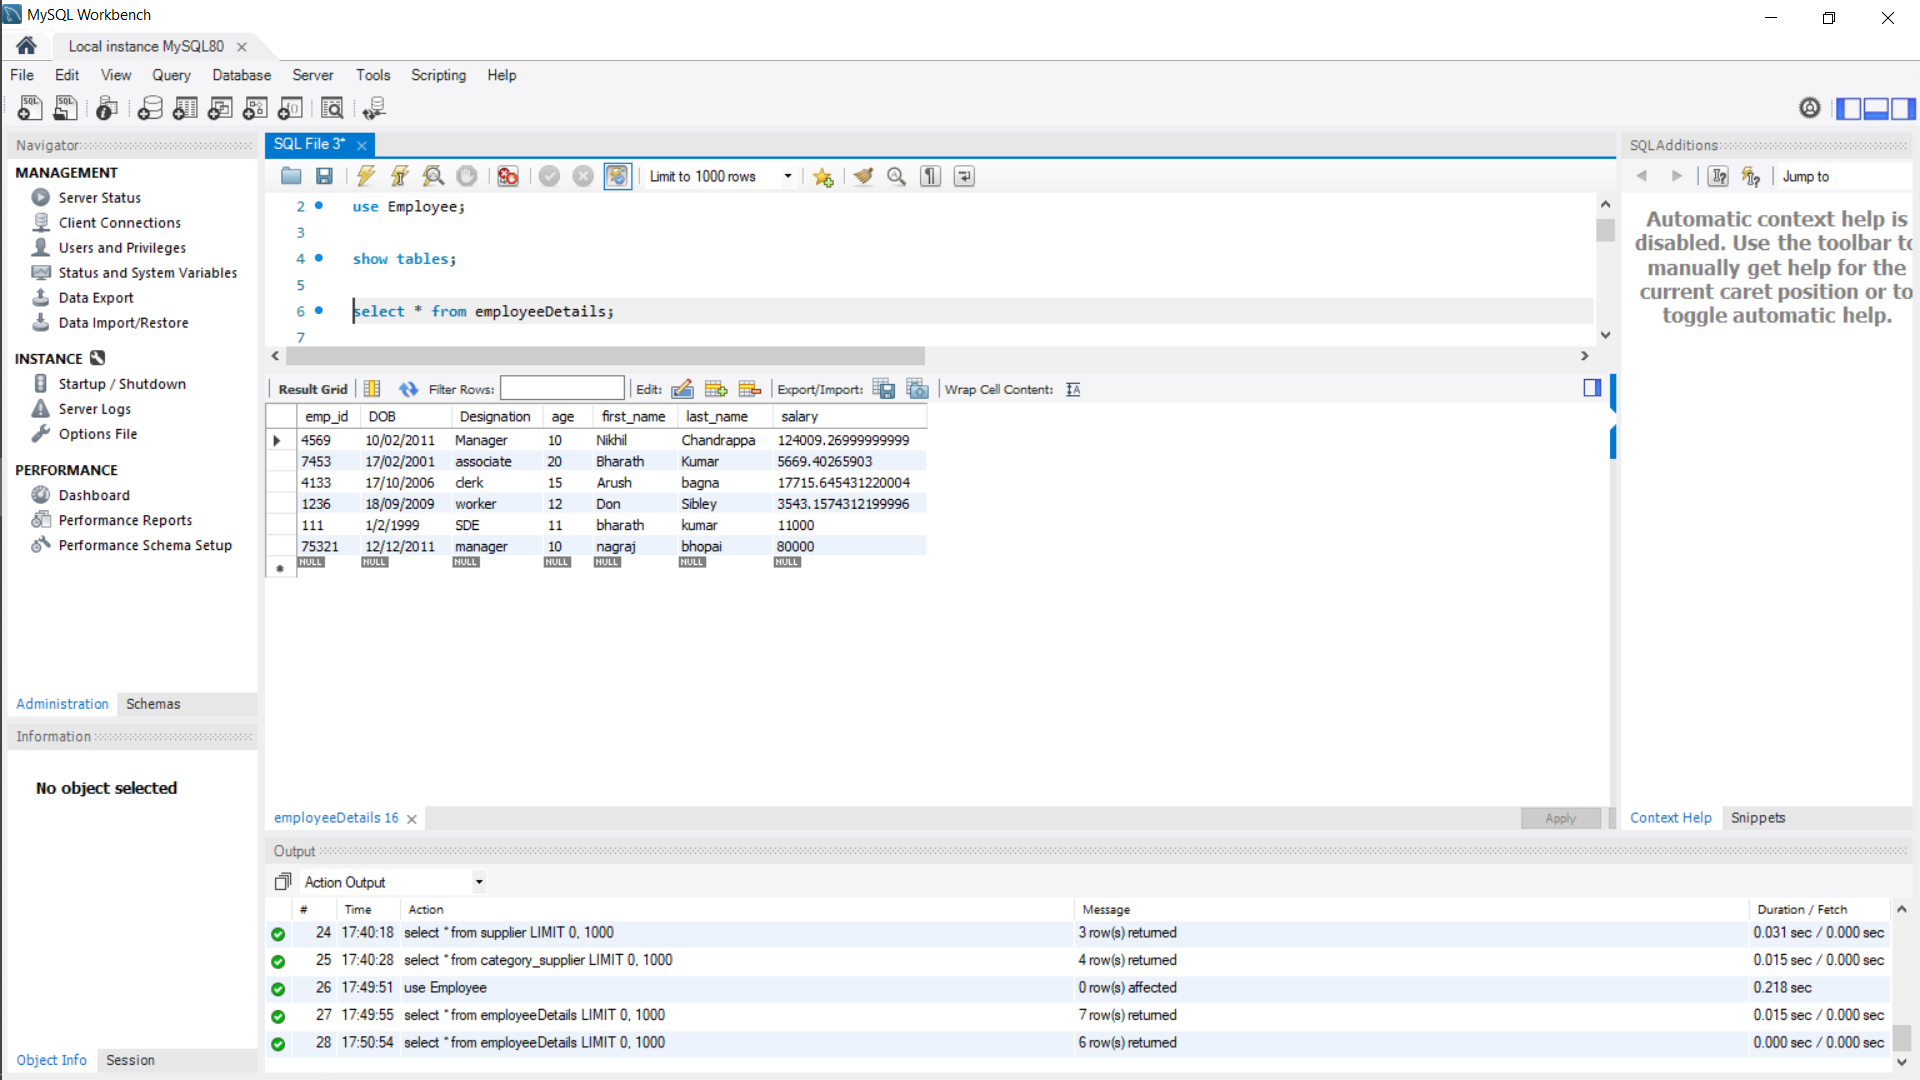 MySQL Workbench
Local instance MySQL80
File Edit View Query Database Server Tools Scripting Help
Navigator
MANAGEMENT
Server Status
Client Connections
Users and Privileges
Status and System Variables
Data Export
Data Import/Restore
INSTANCE
Startup / Shutdown
Server Logs
Options File
PERFORMANCE
Dashboard
Performance Reports
Performance Schema Setup
Administration Schemas
Information
No object selected
Object Info Session
SQL File 3*
Limit to 1000 rows
2 use Employee;
3
4 show tables;
5
6 select * from employeeDetails;
7
Result Grid Filter Rows: Edit: Export/Import: Wrap Cell Content:
emp_id DOB Designation age first_name last_name salary
4569 10/02/2011 Manager 10 Nikhil Chandrappa 124009.26999999999
7453 17/02/2001 associate 20 Bharath Kumar 5669.40265903
4133 17/10/2006 clerk 15 Arush bagna 17715.645431220004
1236 18/09/2009 worker 12 Don Sibley 3543.1574312199996
111 1/2/1999 SDE 11 bharath kumar 11000
75321 12/12/2011 manager 10 nagraj bhopai 80000
NULL NULL NULL NULL NULL NULL NULL
employeeDetails 16
Apply
SQLAdditions
Jump to
Automatic context help is
disabled. Use the toolbar to
manually get help for the
current caret position or to
toggle automatic help.
Context Help Snippets
Output
Action Output
# Time Action Message Duration / Fetch
24 17:40:18 select * from supplier LIMIT 0, 1000 3 row(s) returned 0.031 sec / 0.000 sec
25 17:40:28 select * from category_supplier LIMIT 0, 1000 4 row(s) returned 0.015 sec / 0.000 sec
26 17:49:51 use Employee 0 row(s) affected 0.218 sec
27 17:49:55 select * from employeeDetails LIMIT 0, 1000 7 row(s) returned 0.015 sec / 0.000 sec
28 17:50:54 select * from employeeDetails LIMIT 0, 1000 6 row(s) returned 0.000 sec / 0.000 sec